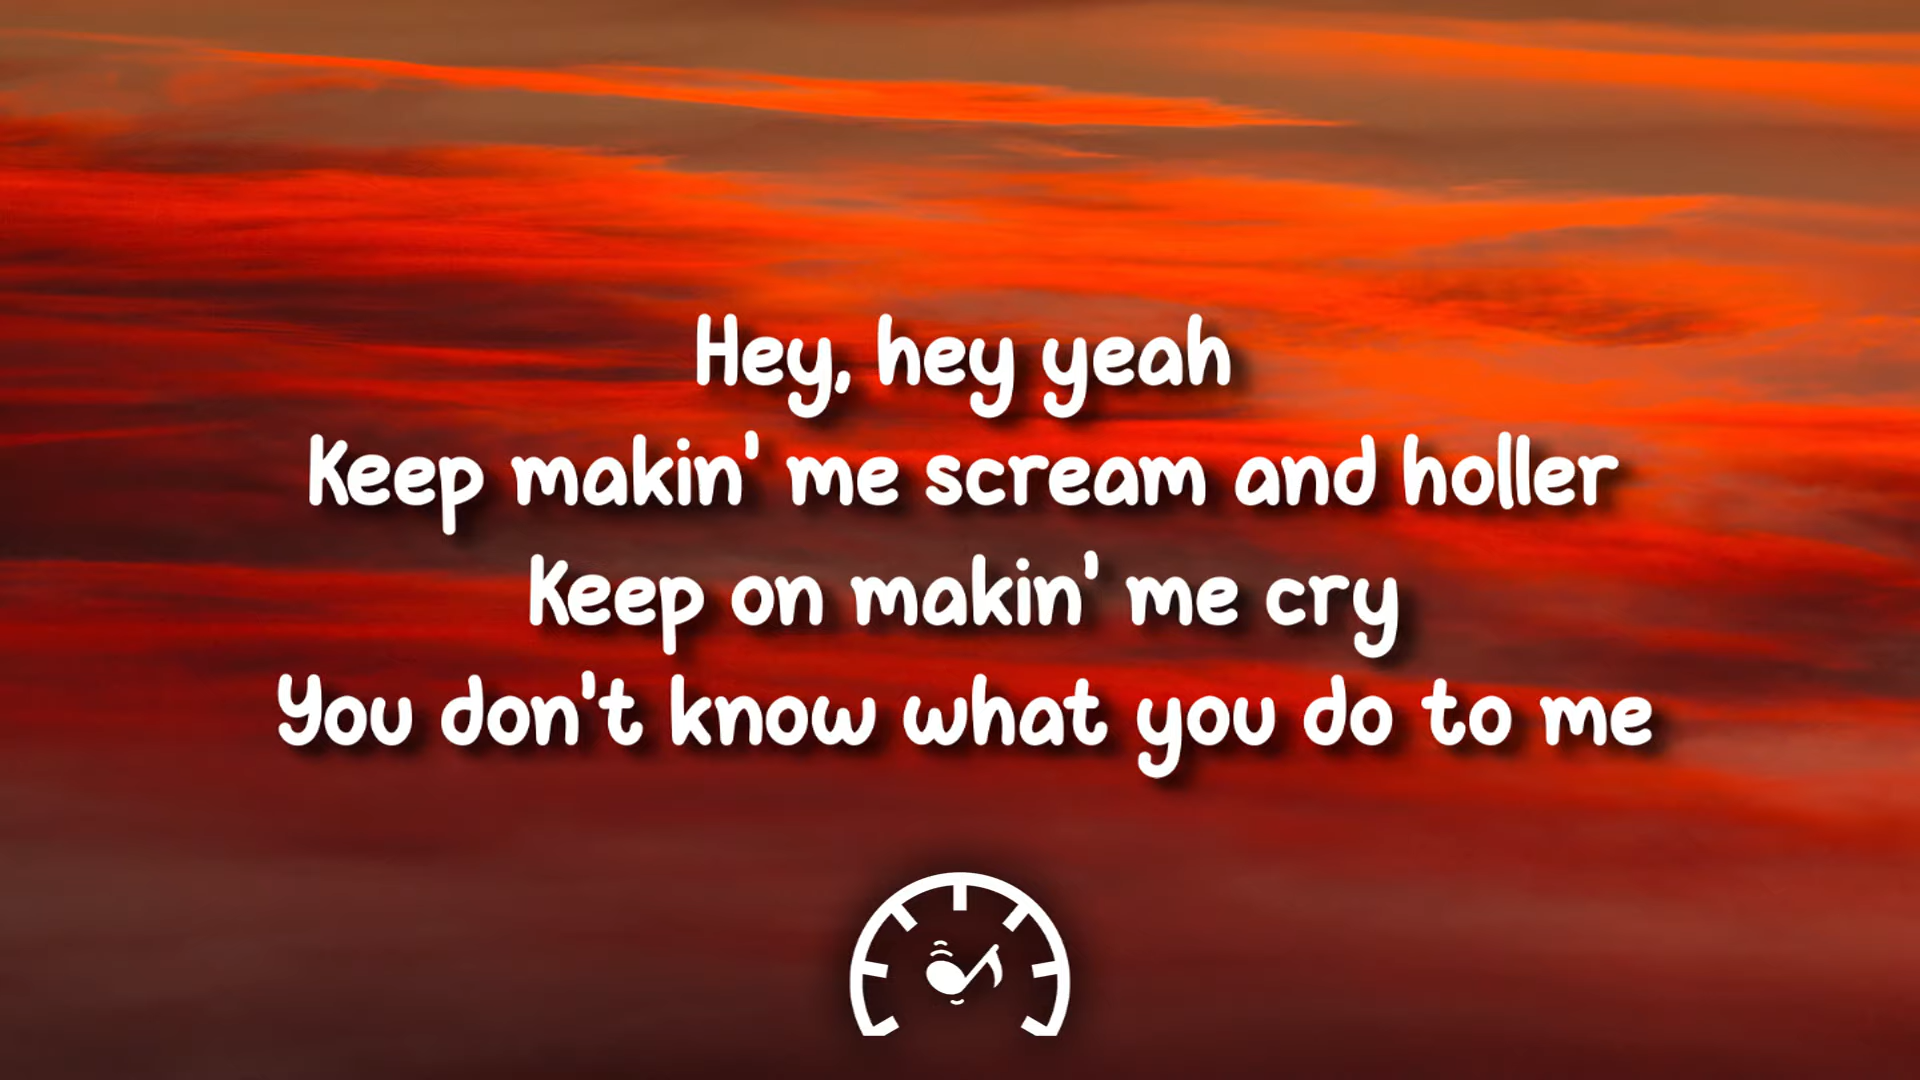 Hey, hey yeah
Keep makin' me scream and holler
Keep on makin' me cry
You don't know what you do to me